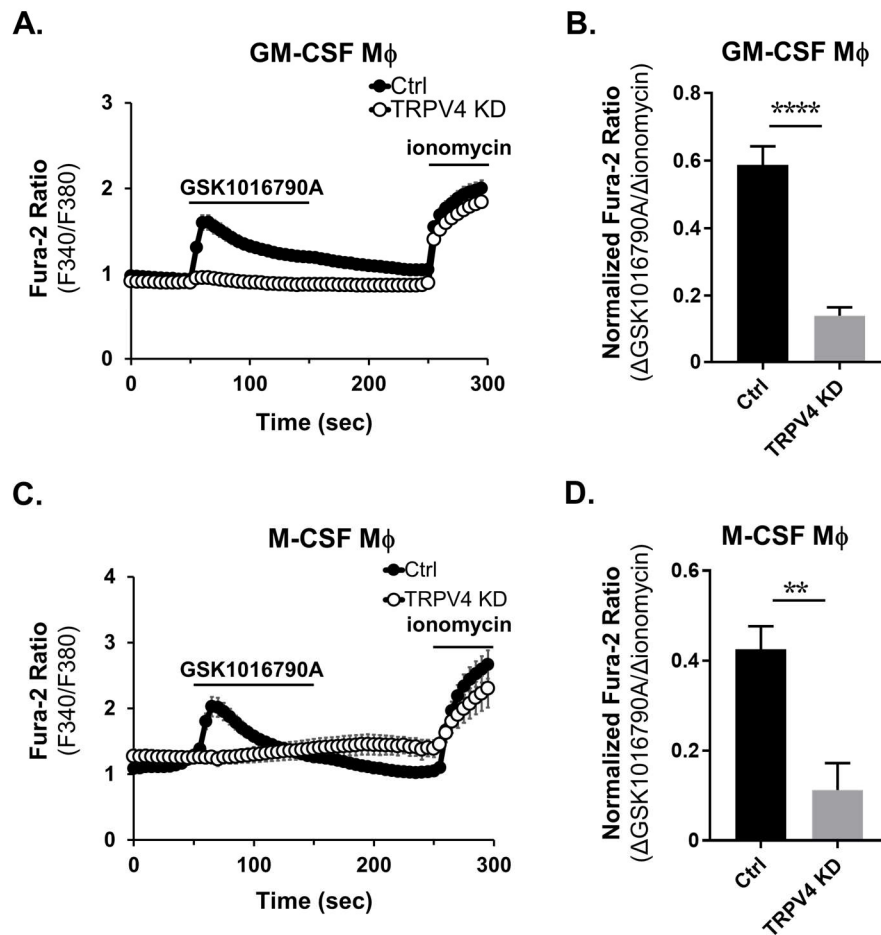 A.
GM-CSF Mϕ
Ctrl
TRPV4 KD
ionomycin
GSK1016790A
Fura-2 Ratio
(F340/F380)
3
2
1
1
0
100
200
300
Time (sec)
B.
GM-CSF Mϕ
****
Normalized Fura-2 Ratio
(ΔGSK1016790A/Δionomycin)
0.8
0.6
0.4
0.2
0
Ctrl
TRPV4 KD
C.
M-CSF Mϕ
Ctrl
TRPV4 KD
ionomycin
GSK1016790A
Fura-2 Ratio
(F340/F380)
4
3
2
1
0
0
100
200
300
Time (sec)
D.
M-CSF Mϕ
**
Normalized Fura-2 Ratio
(ΔGSK1016790A/Δionomycin)
0.6
0.4
0.2
0
Ctrl
TRPV4 KD